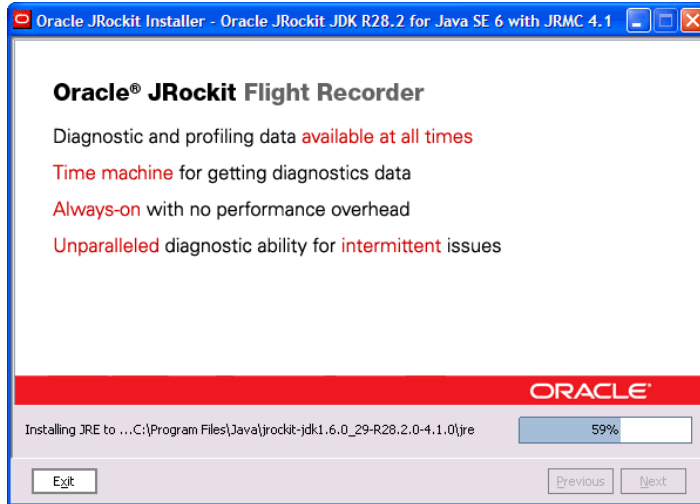 Oracle JRockit Installer - Oracle JRockit JDK R28.2 for Java SE 6 with JRMC 4.1
Oracle® JRockit Flight Recorder
Diagnostic and profiling data available at all times
Time machine for getting diagnostics data
Always-on with no performance overhead
Unparalleled diagnostic ability for intermittent issues
ORACLE®
Installing JRE to ...C:\Program Files\Java\jrockit-jdk1.6.0_29-R28.2.0-4.1.0\jre 59%
Exit Previous Next